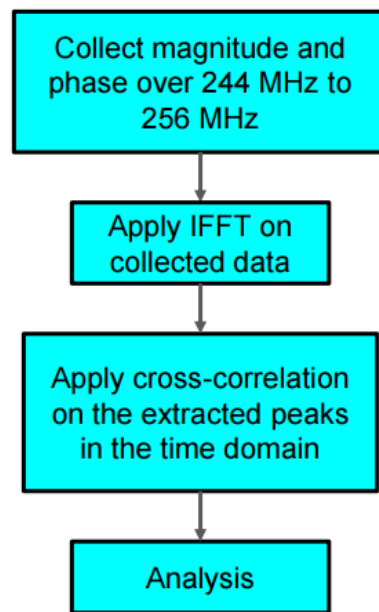 Collect magnitude and
phase over 244 MHz to
256 MHz
Apply IFFT on
collected data
Apply cross-correlation
on the extracted peaks
in the time domain
Analysis